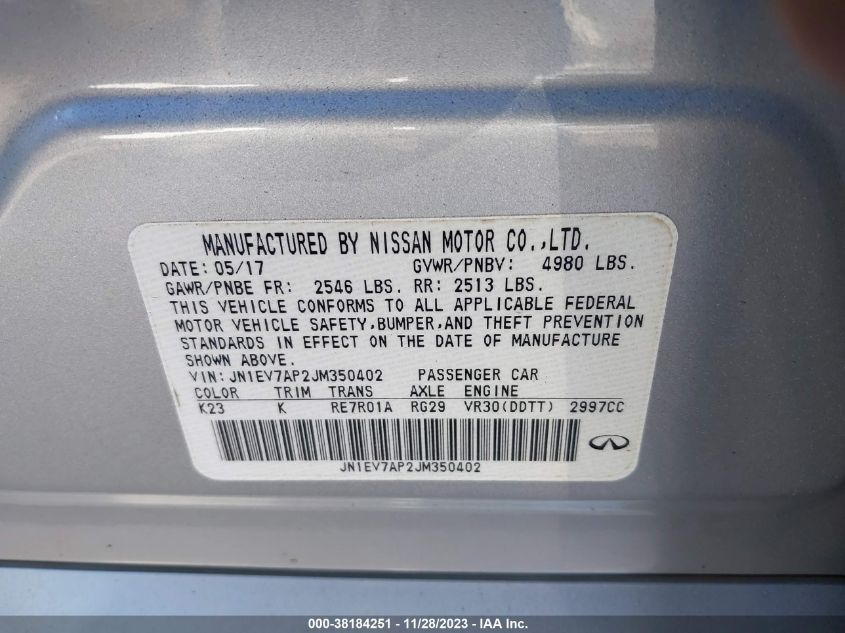 MANUFACTURED BY NISSAN MOTOR CO.,LTD.
DATE: 05/17 GVWR/PNBV: 4980 LBS.
GAWR/PNBE FR: 2546 LBS. RR: 2513 LBS.
THIS VEHICLE CONFORMS TO ALL APPLICABLE FEDERAL
MOTOR VEHICLE SAFETY,BUMPER,AND THEFT PREVENTION
STANDARDS IN EFFECT ON THE DATE OF MANUFACTURE
SHOWN ABOVE.
VIN: JN1EV7AP2JM350402 PASSENGER CAR
COLOR TRIM TRANS AXLE ENGINE
K23 K RE7R01A RG29 VR30(DDTT) 2997CC
JN1EV7AP2JM350402
000-38184251 - 11/28/2023 - IAA Inc.